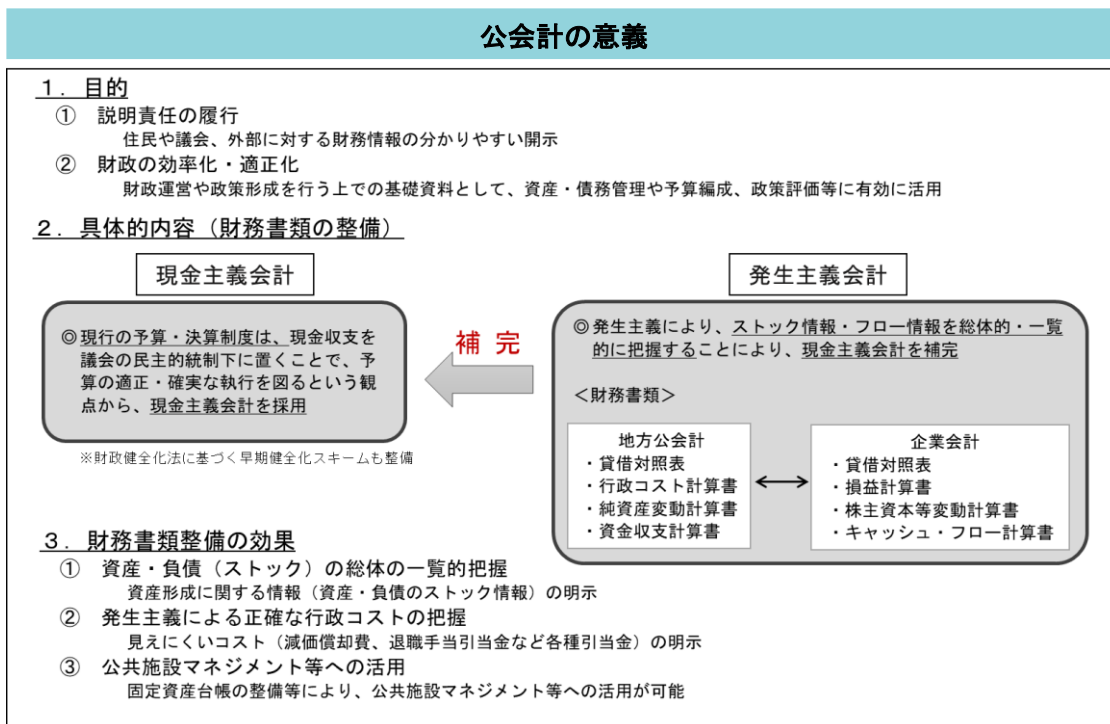 公会計の意義
１．目的
① 説明責任の履行
住民や議会、外部に対する財務情報の分かりやすい開示
② 財政の効率化・適正化
財政運営や政策形成を行う上での基礎資料として、資産・債務管理や予算編成、政策評価等に有効に活用
２．具体的内容（財務書類の整備）
現金主義会計
◎現行の予算・決算制度は、現金収支を
議会の民主的統制下に置くことで、予
算の適正・確実な執行を図るという観
点から、現金主義会計を採用
※財政健全化法に基づく早期健全化スキームも整備
補 完
発生主義会計
◎発生主義により、ストック情報・フロー情報を総体的・一覧
的に把握することにより、現金主義会計を補完
＜財務書類＞
地方公会計
・貸借対照表
・行政コスト計算書
・純資産変動計算書
・資金収支計算書
企業会計
・貸借対照表
・損益計算書
・株主資本等変動計算書
・キャッシュ・フロー計算書
３．財務書類整備の効果
① 資産・負債（ストック）の総体の一覧的把握
資産形成に関する情報（資産・負債のストック情報）の明示
② 発生主義による正確な行政コストの把握
見えにくいコスト（減価償却費、退職手当引当金など各種引当金）の明示
③ 公共施設マネジメント等への活用
固定資産台帳の整備等により、公共施設マネジメント等への活用が可能